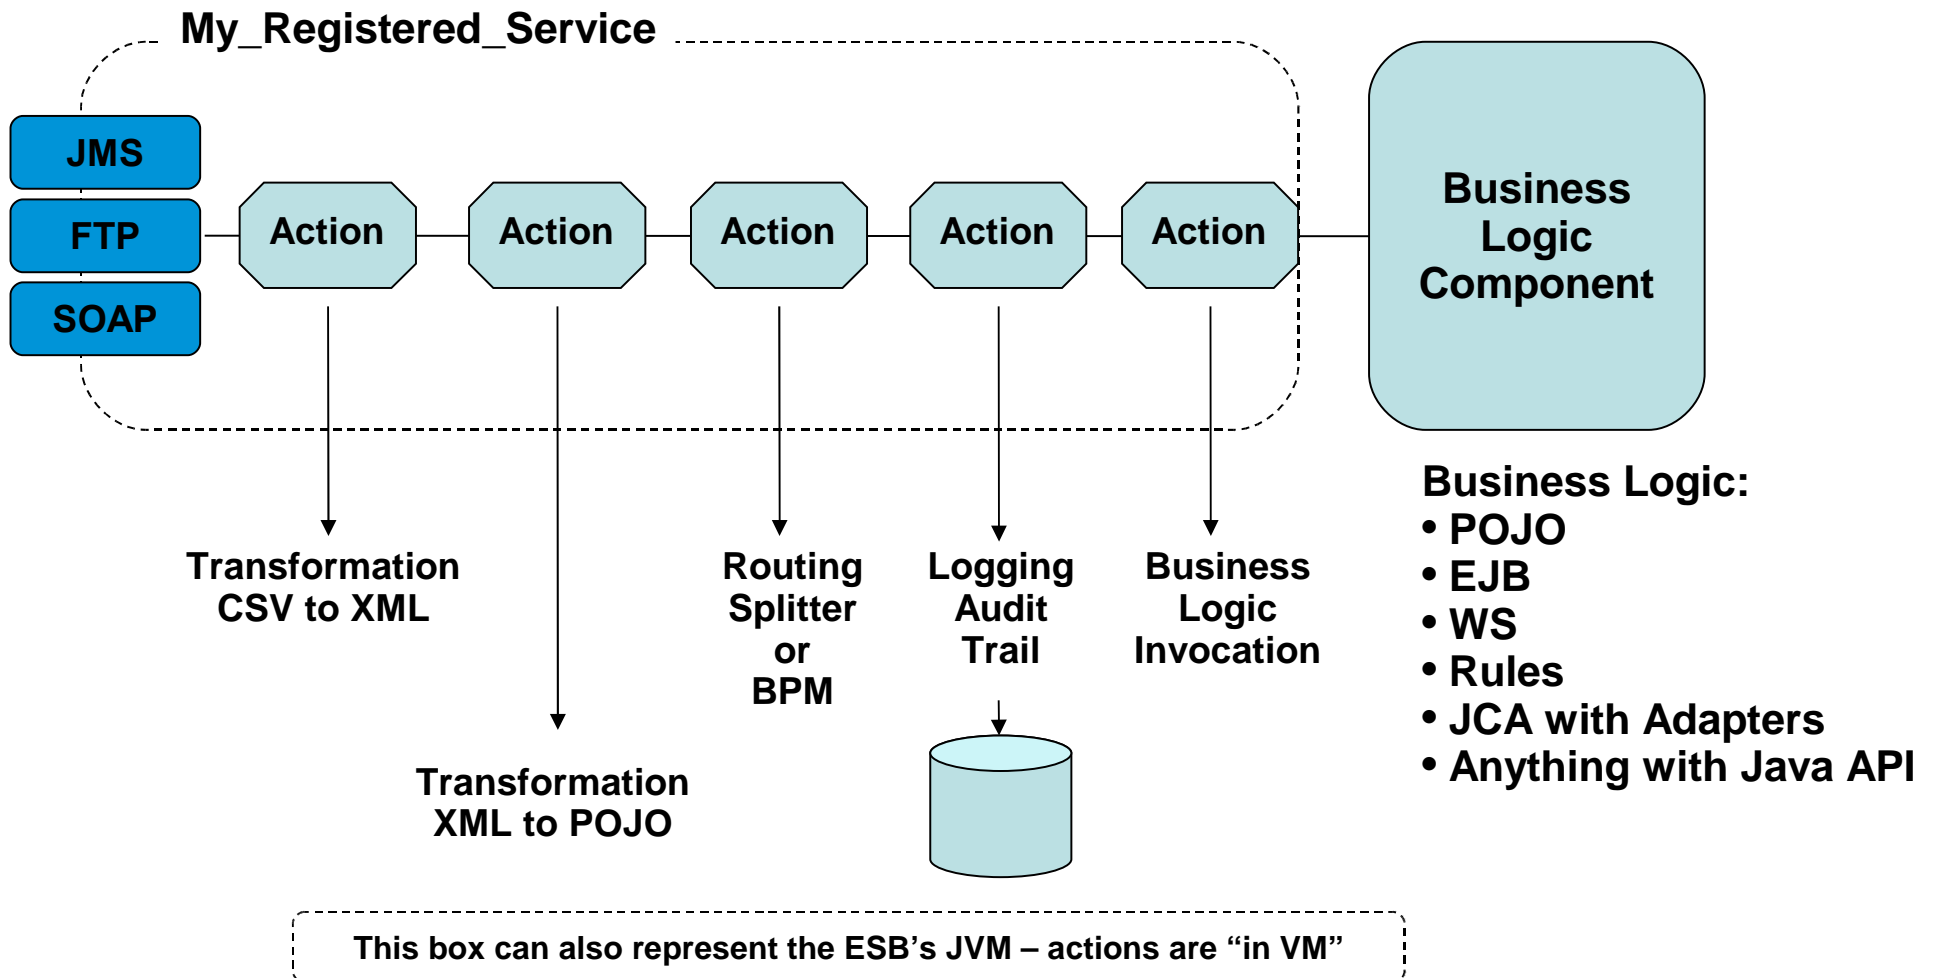 My_Registered_Service
JMS
FTP
SOAP
Action
Action
Action
Action
Action
Business
Logic
Component
Transformation
CSV to XML
Transformation
XML to POJO
Routing
Splitter
or
BPM
Logging
Audit
Trail
Business
Logic
Invocation
Business Logic:
• POJO
• EJB
• WS
• Rules
• JCA with Adapters
• Anything with Java API
This box can also represent the ESB’s JVM – actions are “in VM”